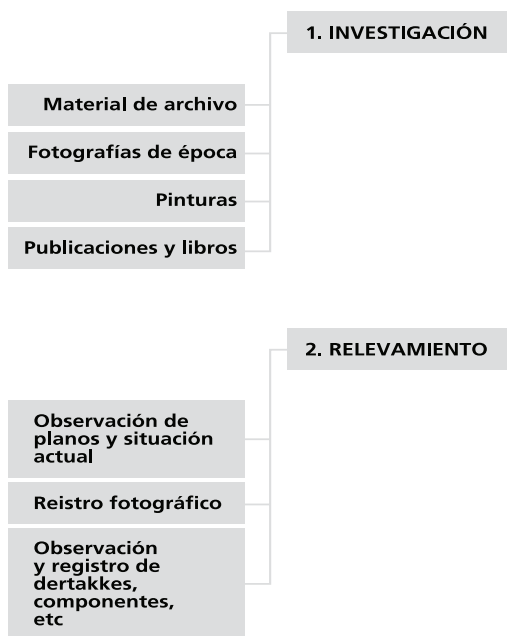 1. INVESTIGACIÓN
Material de archivo
Fotografías de época
Pinturas
Publicaciones y libros
2. RELEVAMIENTO
Observación de
planos y situación
actual
Reistro fotográfico
Observación
y registro de
dertakkes,
componentes,
etc